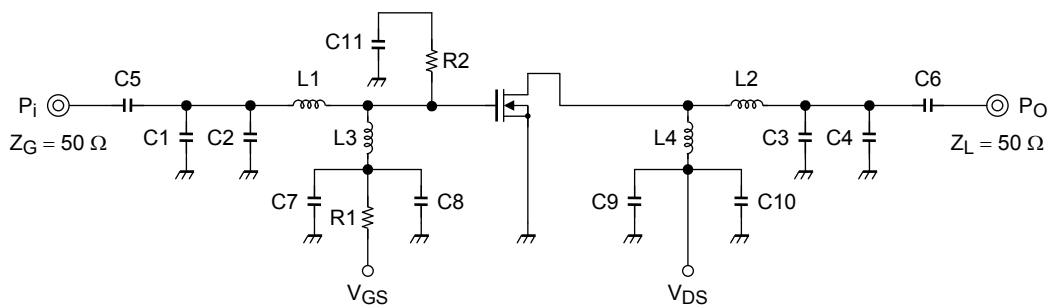 C11
R2
C5
L1
L2
C6
Pi
PO
ZG = 50 Ω
C1
C2
L3
L4
C3
C4
ZL = 50 Ω
C7
R1
C8
C9
C10
VGS
VDS